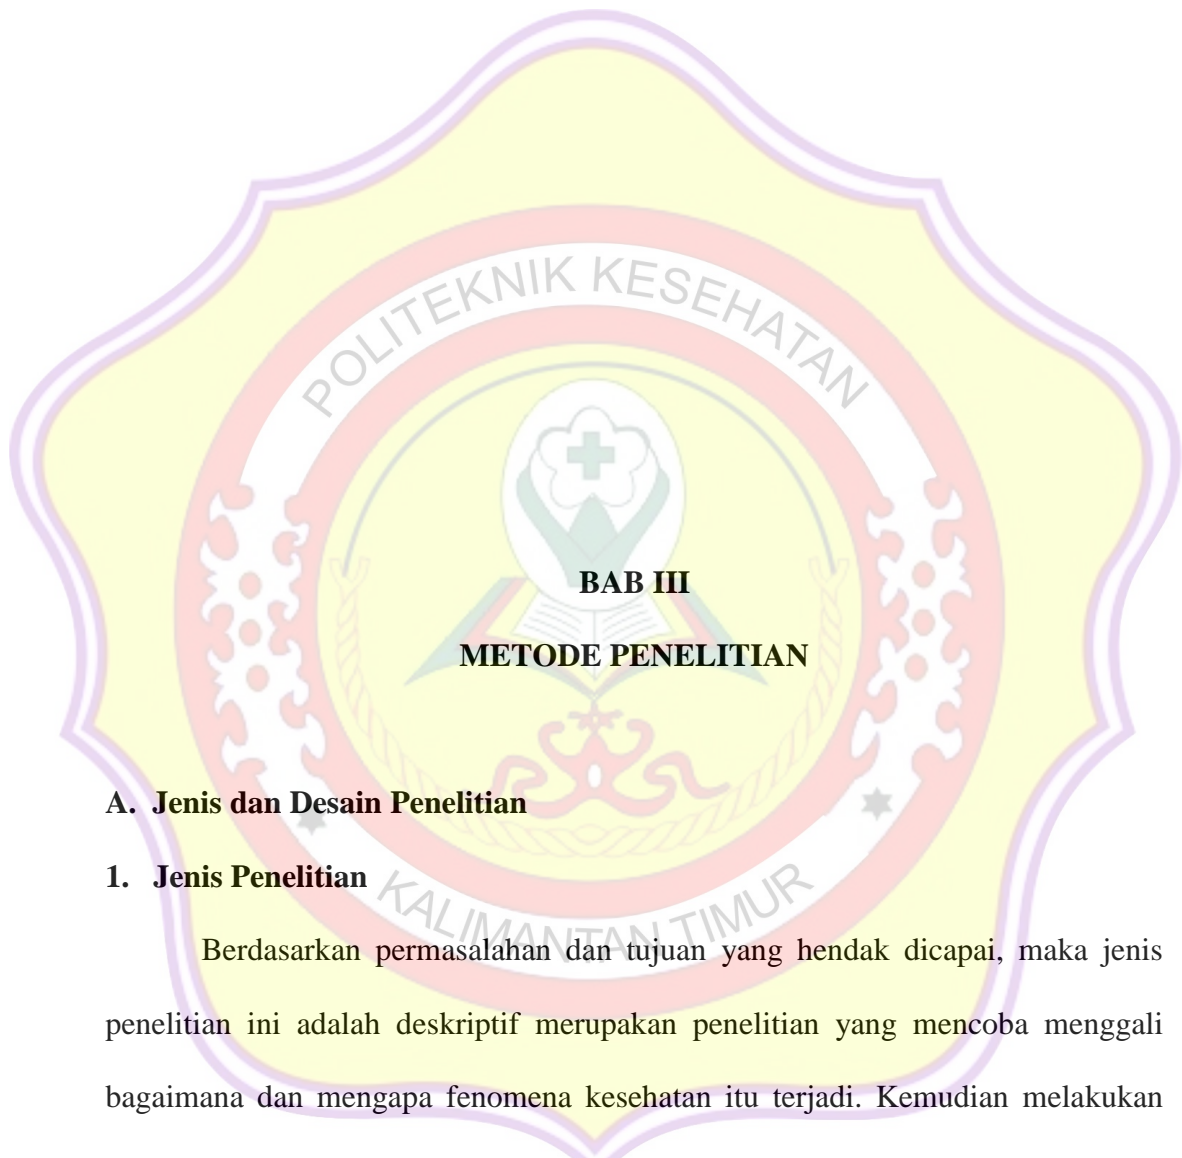 POLITEKNIK KESEHATAN
BAB III
METODE PENELITIAN
A. Jenis dan Desain Penelitian
1. Jenis Penelitian
KALIMANTAN TIMUR
Berdasarkan permasalahan dan tujuan yang hendak dicapai, maka jenis
penelitian ini adalah deskriptif merupakan penelitian yang mencoba menggali
bagaimana dan mengapa fenomena kesehatan itu terjadi. Kemudian melakukan